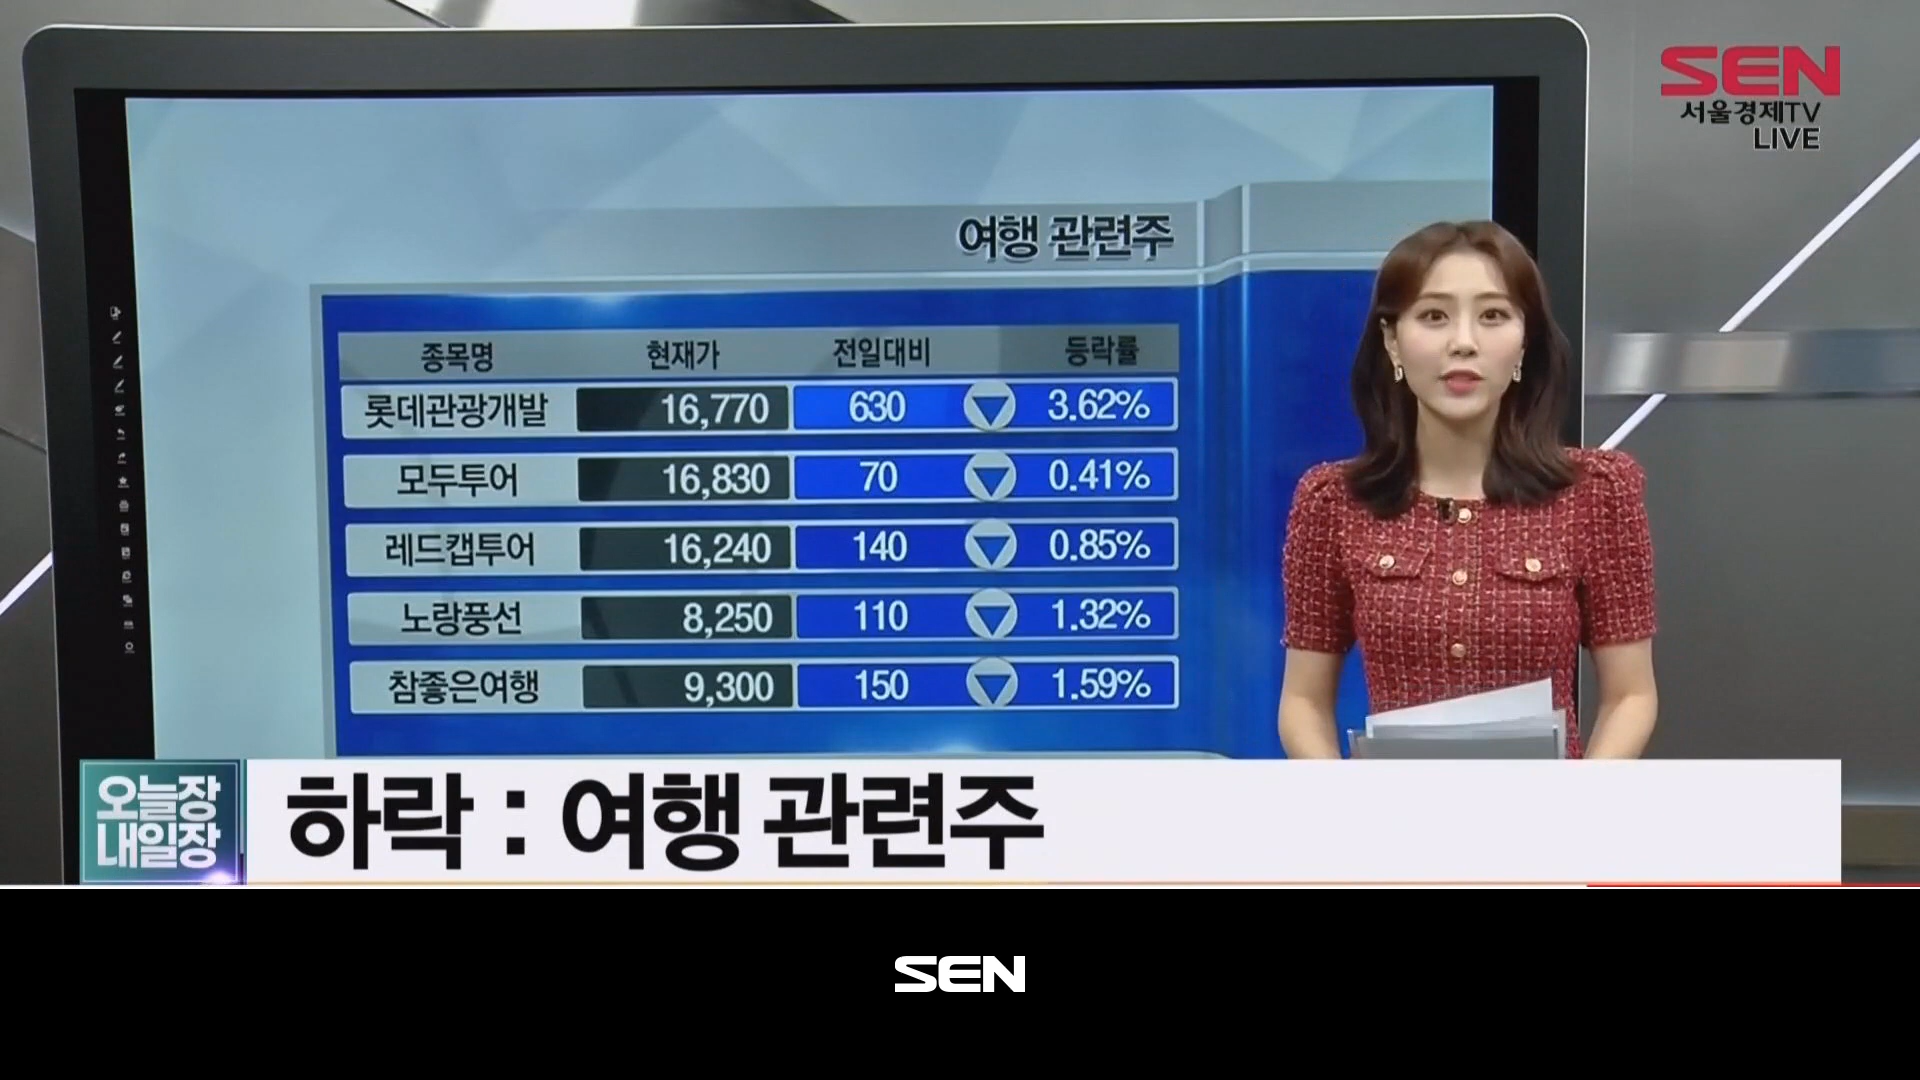 SEN
서울경제TV
LIVE
여행 관련주
종목명 현재가 전일대비 등락률
롯데관광개발 16,770 630 ▼ 3.62%
모두투어 16,830 70 ▼ 0.41%
레드캡투어 16,240 140 ▼ 0.85%
노랑풍선 8,250 110 ▼ 1.32%
참좋은여행 9,300 150 ▼ 1.59%
오늘장
내일장
하락 : 여행 관련주
SEN